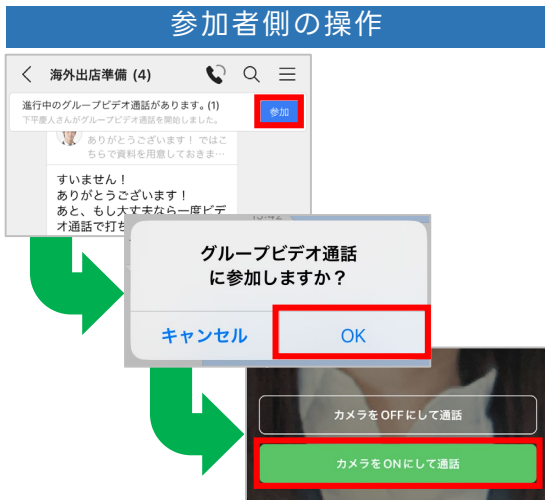 参加者側の操作
海外出店準備 (4)
進行中のグループビデオ通話があります。(1)
下平慶人さんがグループビデオ通話を開始しました。
参加
ありがとうございます！ ではこ
ちらで資料を用意しておきま…
すいません！
ありがとうございます！
あと、もし大丈夫なら一度ビデ
オ通話で打ち
グループビデオ通話
に参加しますか？
キャンセル
OK
カメラをOFFにして通話
カメラをONにして通話